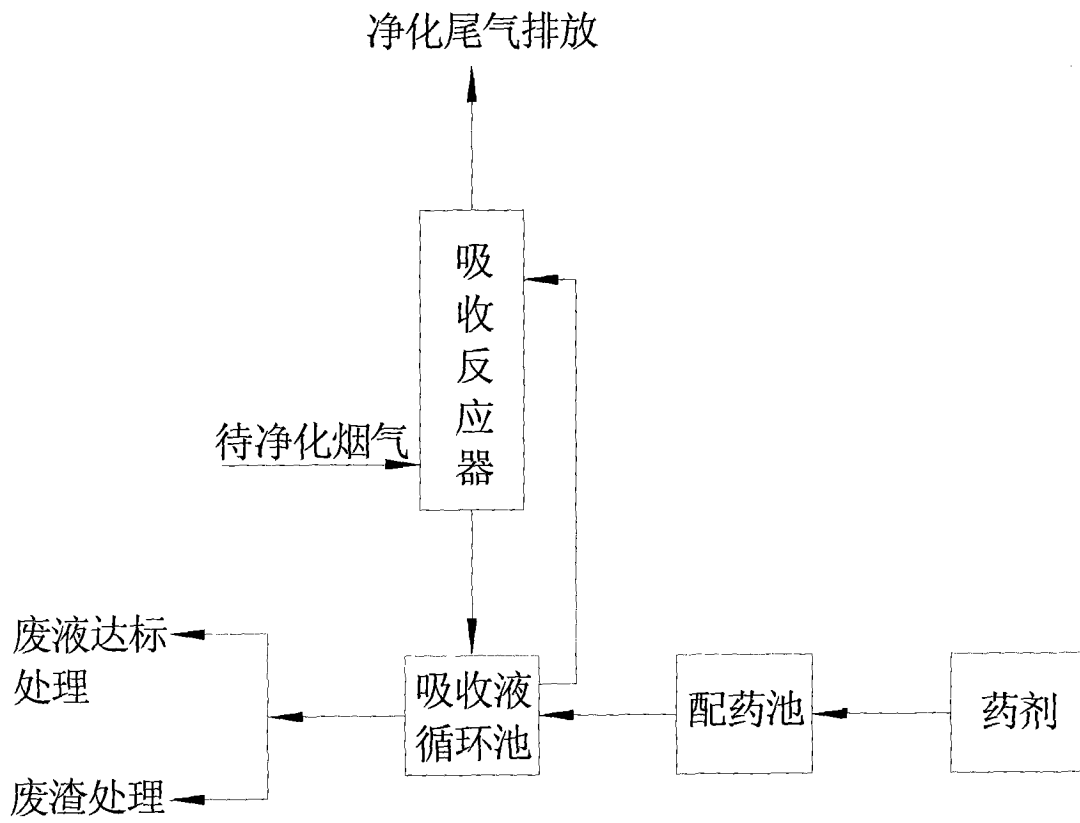 净化尾气排放
吸
收
反
应
器
待净化烟气
废液达标
处理
吸收液
循环池
配药池
药剂
废渣处理